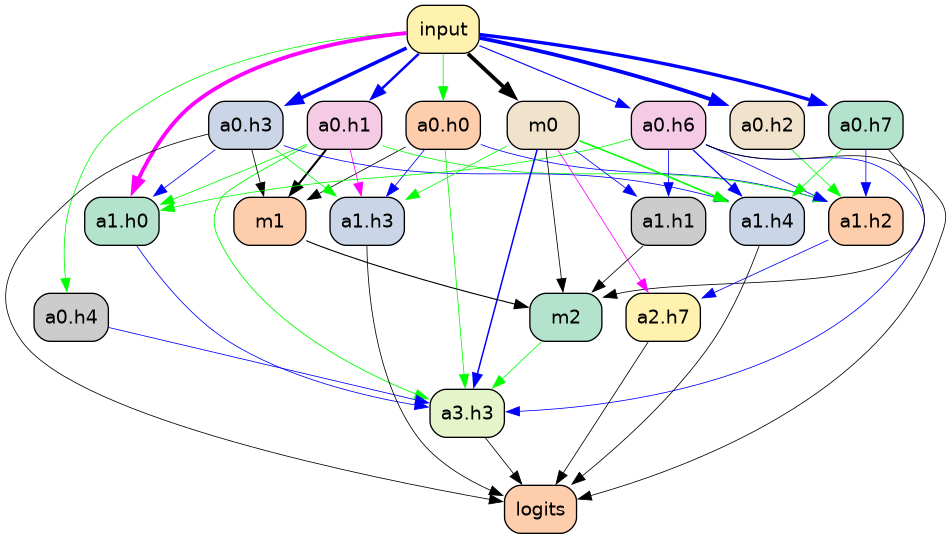 input
a0.h3 a0.h1 a0.h0 m0 a0.h6 a0.h2 a0.h7
a1.h0 m1 a1.h3 a1.h1 a1.h4 a1.h2
a0.h4 m2 a2.h7
a3.h3
logits